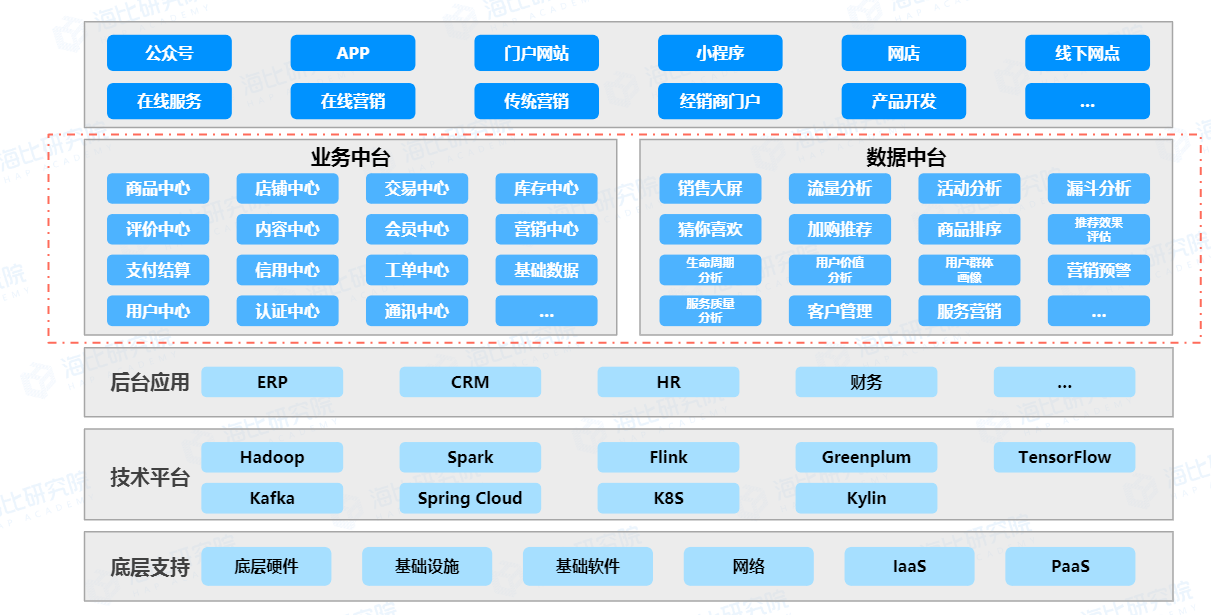 公众号 APP 门户网站 小程序 网店 线下网点
在线服务 在线营销 传统营销 经销商门户 产品开发 ...
业务中台
商品中心 店铺中心 交易中心 库存中心
评价中心 内容中心 会员中心 营销中心
支付结算 信用中心 工单中心 基础数据
用户中心 认证中心 通讯中心 ...
数据中台
销售大屏 流量分析 活动分析 漏斗分析
猜你喜欢 加购推荐 商品排序 推荐效果
评估
生命周期
分析
用户价值
分析
用户群体
画像
营销预警
服务质量
分析
客户管理 服务营销 ...
后台应用 ERP CRM HR 财务 ...
技术平台
Hadoop Spark Flink Greenplum TensorFlow
Kafka Spring Cloud K8S Kylin
底层支持 底层硬件 基础设施 基础软件 网络 IaaS PaaS
海比研究院